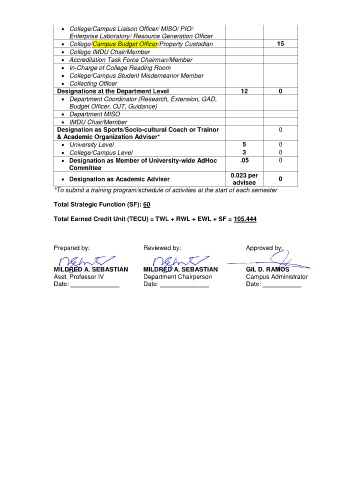 • College/Campus Liaison Officer/ MISO/ PIO/
Enterprise Laboratory/ Resource Generation Officer
• College/Campus Budget Officer/Property Custodian 15
• College IMDU Chair/Member
• Accreditation Task Force Chairman/Member
• In-Charge of College Reading Room
• College/Campus Student Misdemeanor Member
• Collecting Officer
Designations at the Department Level 12 0
• Department Coordinator (Research, Extension, GAD,
Budget Officer, OJT, Guidance)
• Department MISO
• IMDU Chair/Member
Designation as Sports/Socio-cultural Coach or Trainor
& Academic Organization Adviser* 0
• University Level 5 0
• College/Campus Level 3 0
• Designation as Member of University-wide AdHoc
Committee .05 0
• Designation as Academic Adviser 0.023 per
advisee 0
*To submit a training program/schedule of activities at the start of each semester
Total Strategic Function (SF): 60
Total Earned Credit Unit (TECU) = TWL + RWL + EWL + SF = 105.444
Prepared by: Reviewed by: Approved by:
MILDRED A. SEBASTIAN MILDRED A. SEBASTIAN GIL D. RAMOS
Asst. Professor IV Department Chairperson Campus Administrator
Date: Date: Date: